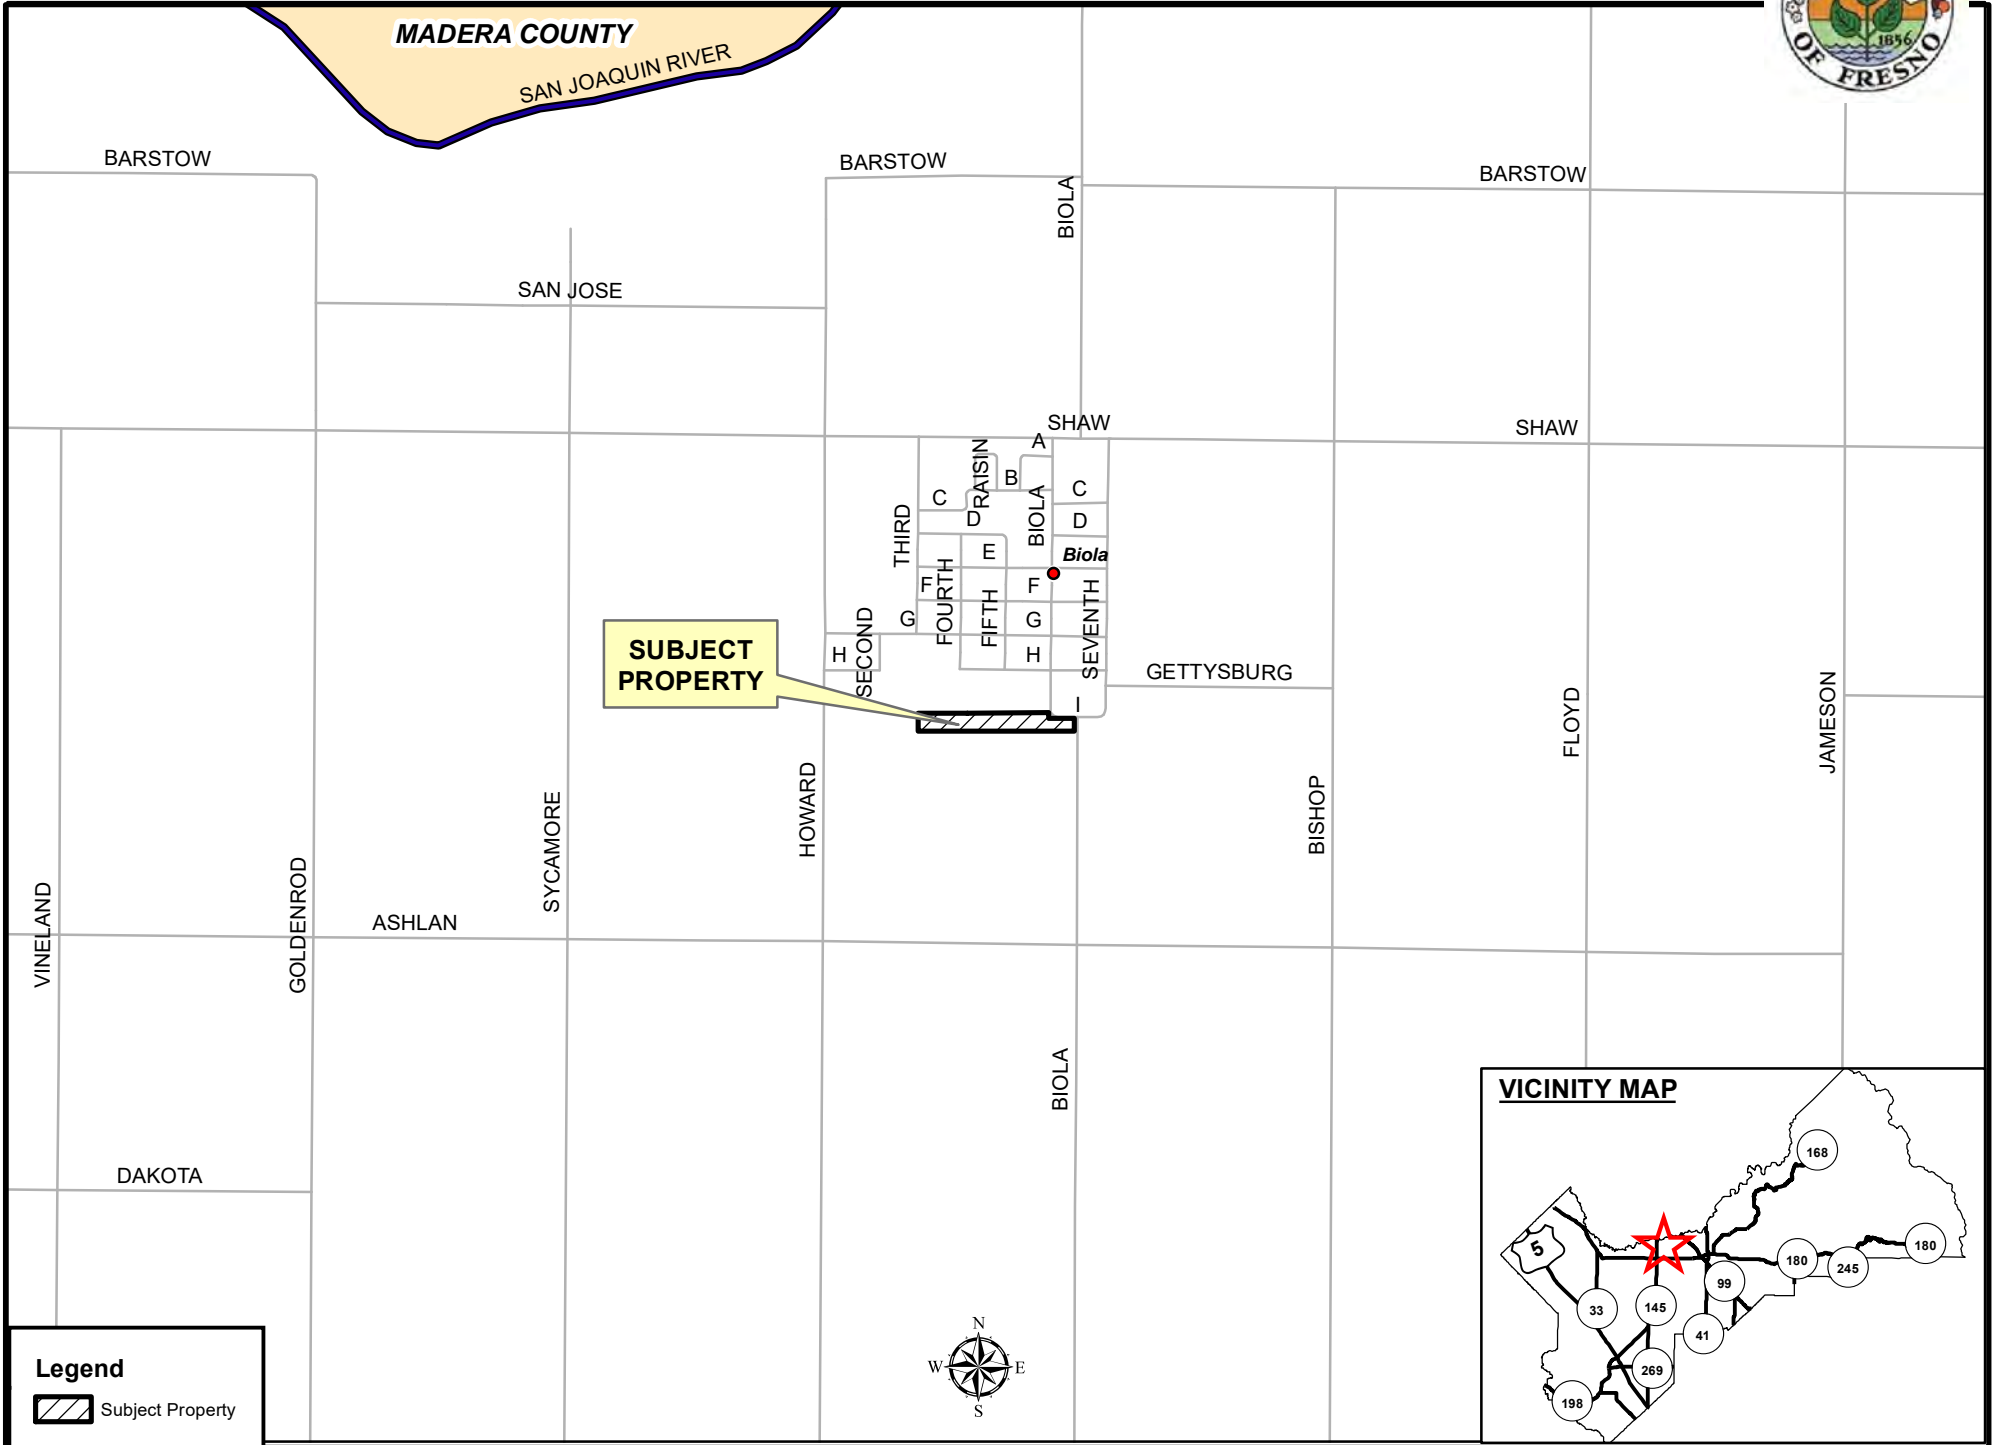 MADERA COUNTY
SAN JOAQUIN RIVER
1856
OF FRESNO
BARSTOW
BARSTOW
BARSTOW
BIOLA
SAN JOSE
SHAW
SHAW
A
RAISIN
B
C
C
BIOLA
THIRD
D
D
E
Biola
F
FOURTH
F
FIFTH
SEVENTH
G
G
SECOND
H
H
SUBJECT
PROPERTY
GETTYSBURG
I
FLOYD
JAMESON
HOWARD
BISHOP
SYCAMORE
GOLDENROD
VINELAND
ASHLAN
BIOLA
DAKOTA
VICINITY MAP
168
5
180
180
245
99
33
145
41
269
198
N
W
E
S
Legend
Subject Property